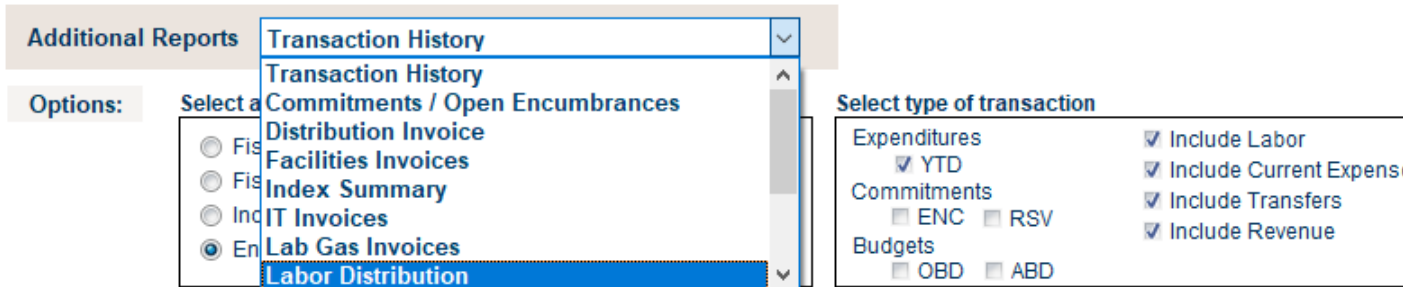 Additional Reports Transaction History
Transaction History
Options: Select a Commitments / Open Encumbrances Select type of transaction
Distribution Invoice Expenditures Include Labor
Fis Facilities Invoices YTD Include Current Expense
Fis Index Summary Commitments Include Transfers
Ind IT Invoices ENC RSV Include Revenue
En Lab Gas Invoices Budgets
Labor Distribution OBD ABD